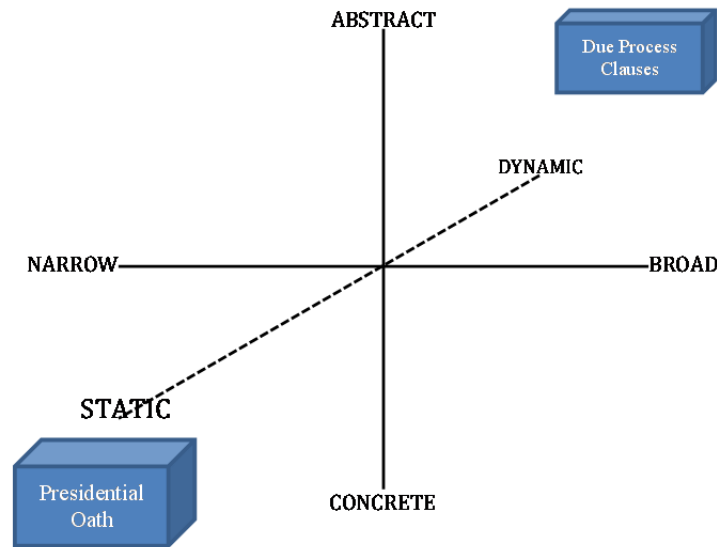 ABSTRACT
Due Process
Clauses
DYNAMIC
NARROW
BROAD
STATIC
Presidential
Oath
CONCRETE